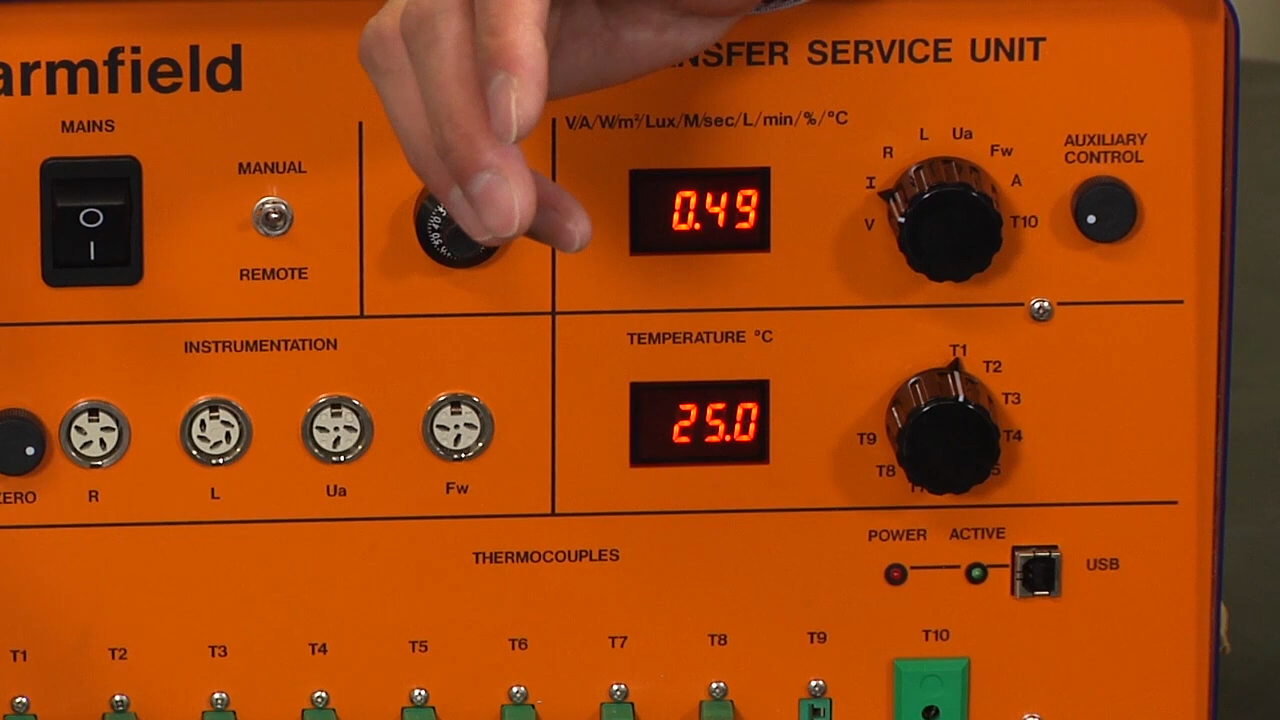 armfield
NSFER SERVICE UNIT
MAINS
O
I
MANUAL
REMOTE
V/A/W/m²/Lux/M/sec/L/min/%/°C
0.49
V
I
R
L
Ua
Fw
A
T10
AUXILIARY
CONTROL
INSTRUMENTATION
ZERO
R
L
Ua
Fw
TEMPERATURE °C
25.0
T1
T2
T3
T4
T8
T9
POWER
ACTIVE
USB
THERMOCOUPLES
T1
T2
T3
T4
T5
T6
T7
T8
T9
T10